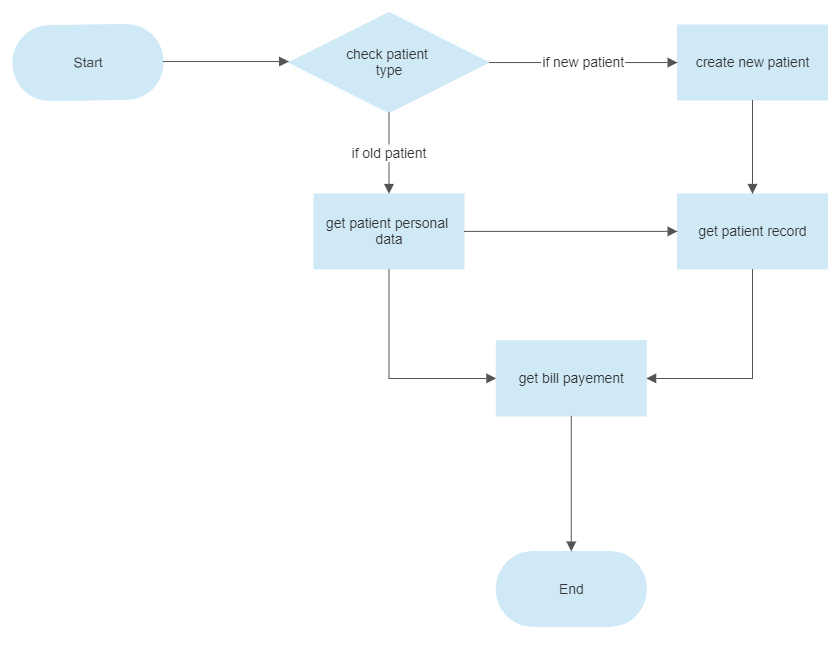 Start
check patient
type
if new patient
create new patient
if old patient
get patient personal
data
get patient record
get bill payement
End